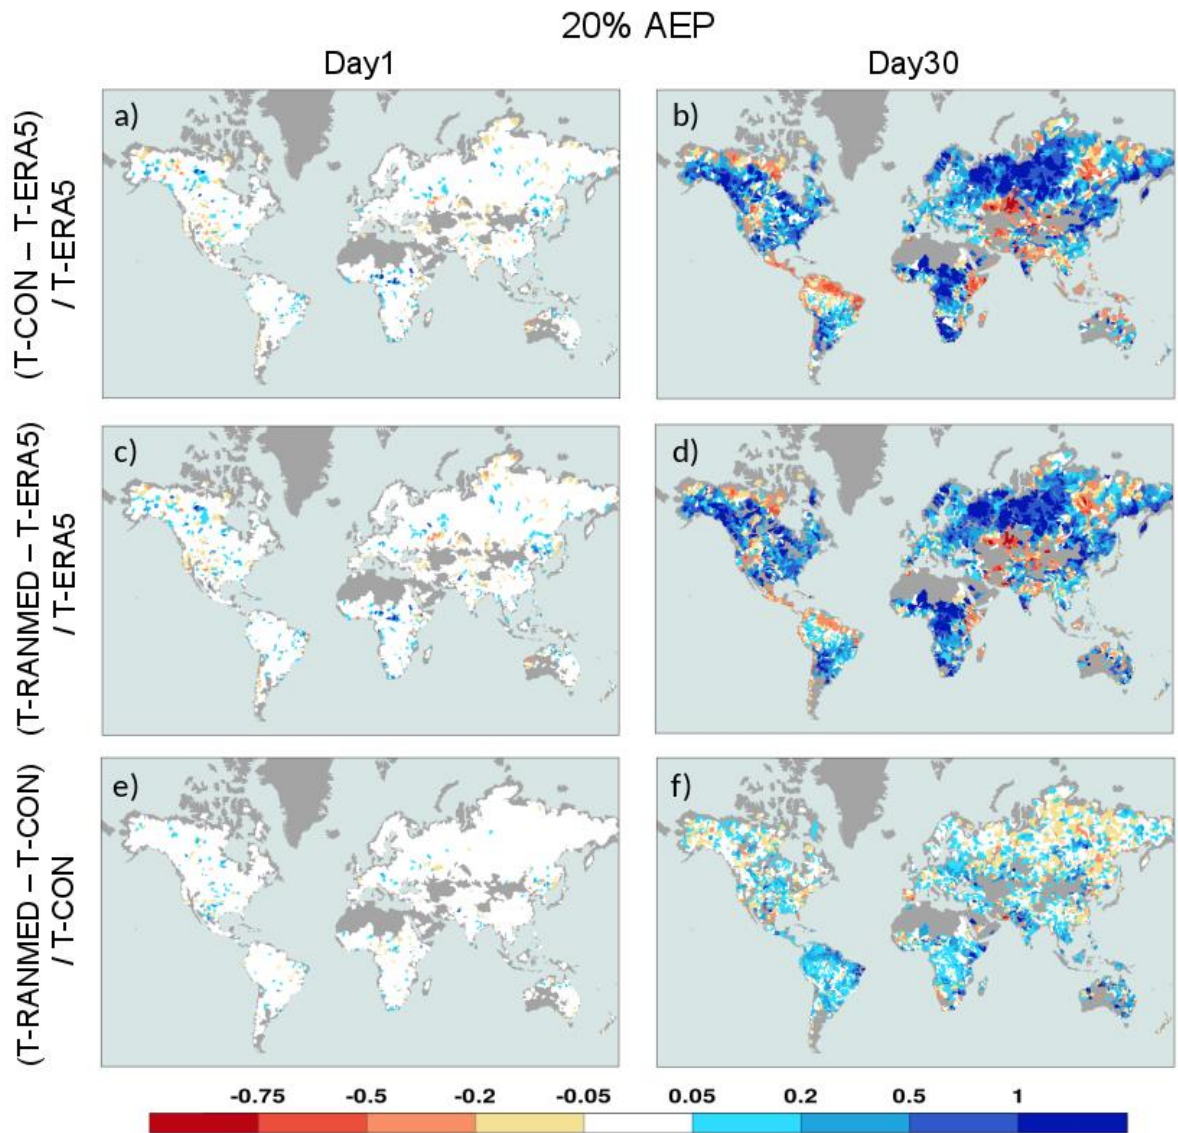 20% AEP
Day1
Day30
(T-CON – T-ERA5)
/ T-ERA5
a)
b)
(T-RANMED – T-ERA5)
/ T-ERA5
c)
d)
(T-RANMED – T-CON)
/ T-CON
e)
f)
-0.75 -0.5 -0.2 -0.05 0.05 0.2 0.5 1